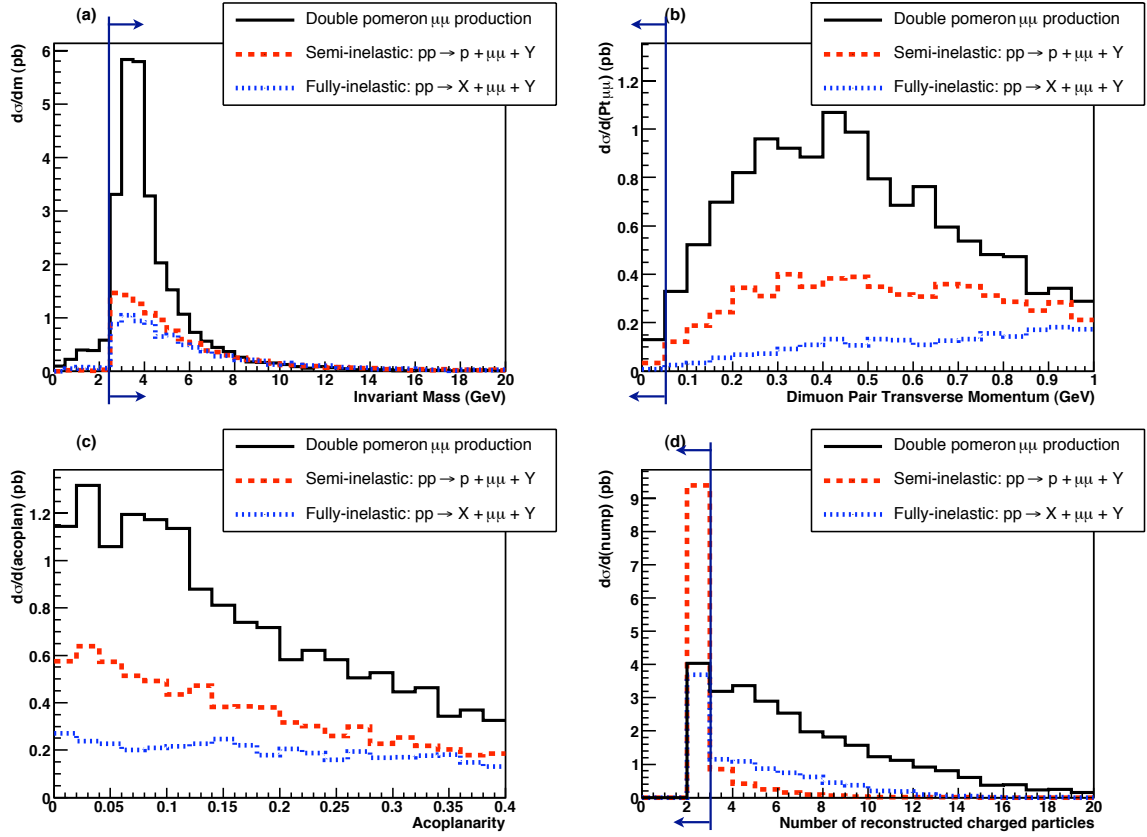 (a)
Double pomeron μμ production
Semi-inelastic: pp → p + μμ + Y
Fully-inelastic: pp → X + μμ + Y
dσ/dm (pb)
6
5
4
3
2
1
0
0 2 4 6 8 10 12 14 16 18 20
Invariant Mass (GeV)
(b)
Double pomeron μμ production
Semi-inelastic: pp → p + μμ + Y
Fully-inelastic: pp → X + μμ + Y
dσ/d(Pt μμ) (pb)
1.2
1
0.8
0.6
0.4
0.2
0
0 0.1 0.2 0.3 0.4 0.5 0.6 0.7 0.8 0.9 1
Dimuon Pair Transverse Momentum (GeV)
(c)
Double pomeron μμ production
Semi-inelastic: pp → p + μμ + Y
Fully-inelastic: pp → X + μμ + Y
dσ/d(acoplan) (pb)
1.2
1
0.8
0.6
0.4
0.2
0
0 0.05 0.1 0.15 0.2 0.25 0.3 0.35 0.4
Acoplanarity
(d)
Double pomeron μμ production
Semi-inelastic: pp → p + μμ + Y
Fully-inelastic: pp → X + μμ + Y
dσ/d(nump) (pb)
9
8
7
6
5
4
3
2
1
0
0 2 4 6 8 10 12 14 16 18 20
Number of reconstructed charged particles